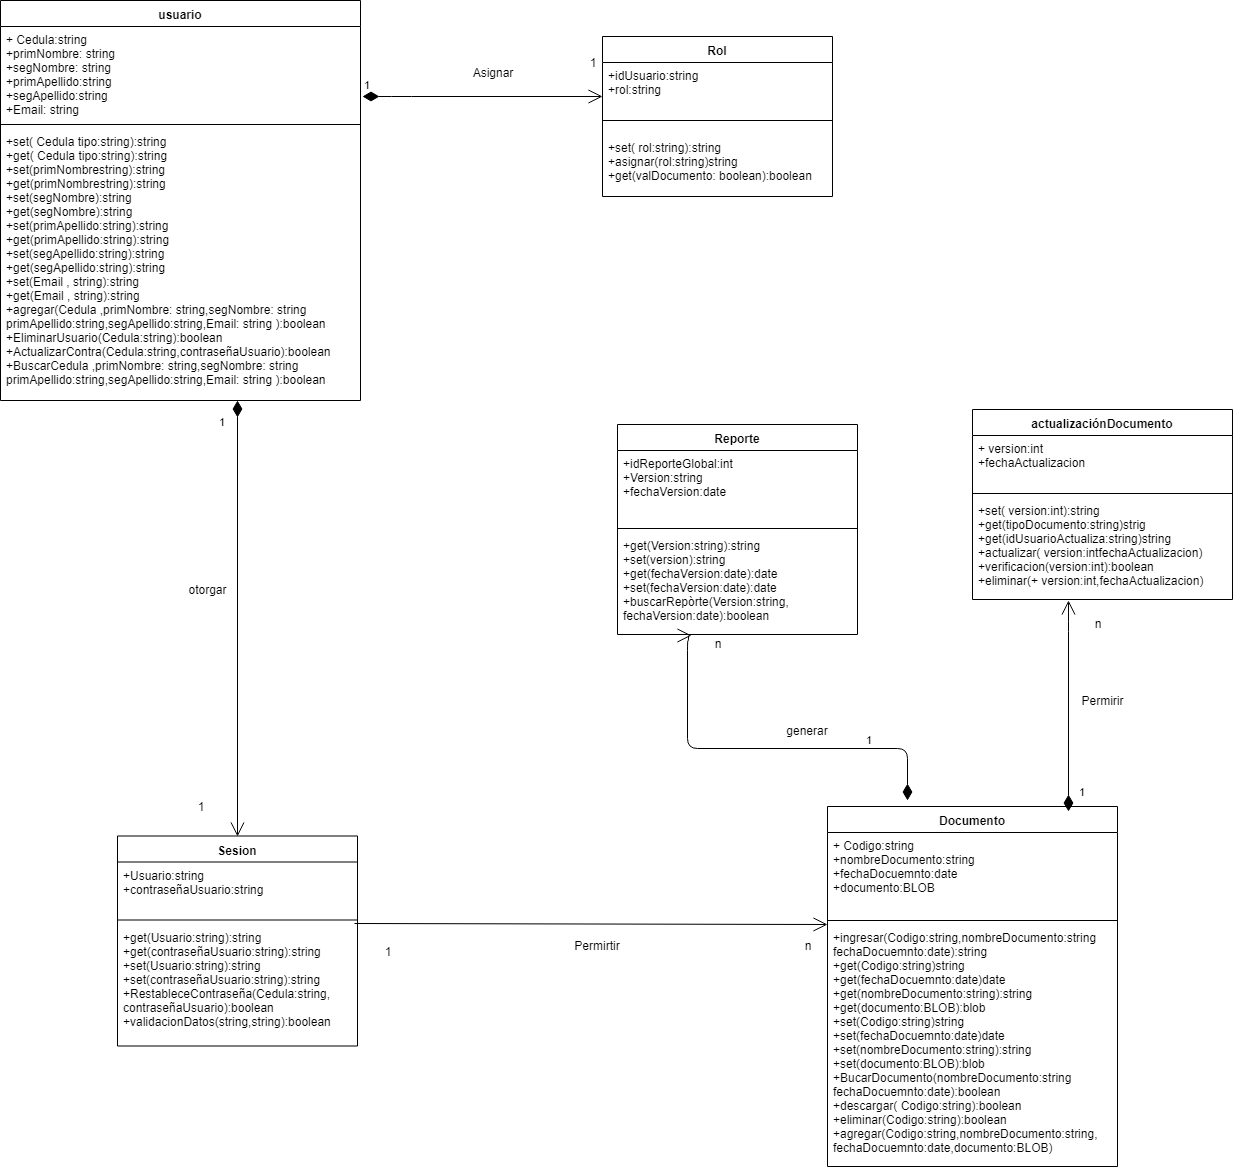 usuario
+ Cedula:string
+primNombre: string
+segNombre: string
+primApellido:string
+segApellido:string
+Email: string
+set( Cedula tipo:string):string
+get( Cedula tipo:string):string
+set(primNombrestring):string
+get(primNombrestring):string
+set(segNombre):string
+get(segNombre):string
+set(primApellido:string):string
+get(primApellido:string):string
+set(segApellido:string):string
+get(segApellido:string):string
+set(Email , string):string
+get(Email , string):string
+agregar(Cedula ,primNombre: string,segNombre: string
primApellido:string,segApellido:string,Email: string ):boolean
+EliminarUsuario(Cedula:string):boolean
+ActualizarContra(Cedula:string,contraseñaUsuario):boolean
+BuscarCedula ,primNombre: string,segNombre: string
primApellido:string,segApellido:string,Email: string ):boolean
1
Asignar
1
Rol
+idUsuario:string
+rol:string
+set( rol:string):string
+asignar(rol:string)string
+get(valDocumento: boolean):boolean
1
otorgar
1
Reporte
+idReporteGlobal:int
+Version:string
+fechaVersion:date
+get(Version:string):string
+set(version):string
+get(fechaVersion:date):date
+set(fechaVersion:date):date
+buscarRepòrte(Version:string,
fechaVersion:date):boolean
n
generar
1
actualizaciónDocumento
+ version:int
+fechaActualizacion
+set( version:int):string
+get(tipoDocumento:string)strig
+get(idUsuarioActualiza:string)string
+actualizar( version:intfechaActualizacion)
+verificacion(version:int):boolean
+eliminar(+ version:int,fechaActualizacion)
n
Permirir
1
Sesion
+Usuario:string
+contraseñaUsuario:string
+get(Usuario:string):string
+get(contraseñaUsuario:string):string
+set(Usuario:string):string
+set(contraseñaUsuario:string):string
+RestableceContraseña(Cedula:string,
contraseñaUsuario):boolean
+validacionDatos(string,string):boolean
1
Permirtir
n
Documento
+ Codigo:string
+nombreDocumento:string
+fechaDocuemnto:date
+documento:BLOB
+ingresar(Codigo:string,nombreDocumento:string
fechaDocuemnto:date):string
+get(Codigo:string)string
+get(fechaDocuemnto:date)date
+get(nombreDocumento:string):string
+get(documento:BLOB):blob
+set(Codigo:string)string
+set(fechaDocuemnto:date)date
+set(nombreDocumento:string):string
+set(documento:BLOB):blob
+BucarDocumento(nombreDocumento:string
fechaDocuemnto:date):boolean
+descargar( Codigo:string):boolean
+eliminar(Codigo:string):boolean
+agregar(Codigo:string,nombreDocumento:string,
fechaDocuemnto:date,documento:BLOB)